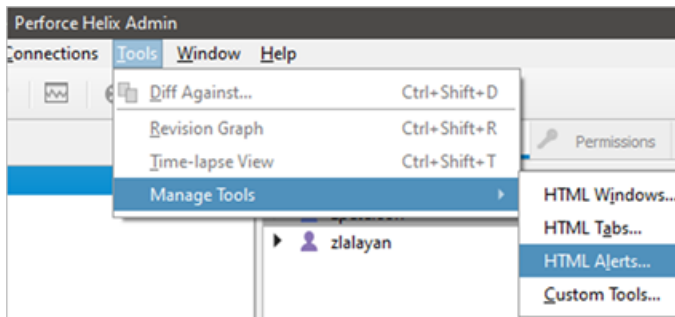 Perforce Helix Admin
Connections Tools Window Help
Diff Against... Ctrl+Shift+D
Revision Graph Ctrl+Shift+R
Permissions
Time-lapse View Ctrl+Shift+T
Manage Tools
HTML Windows...
HTML Tabs...
zlalayan
HTML Alerts...
Custom Tools...